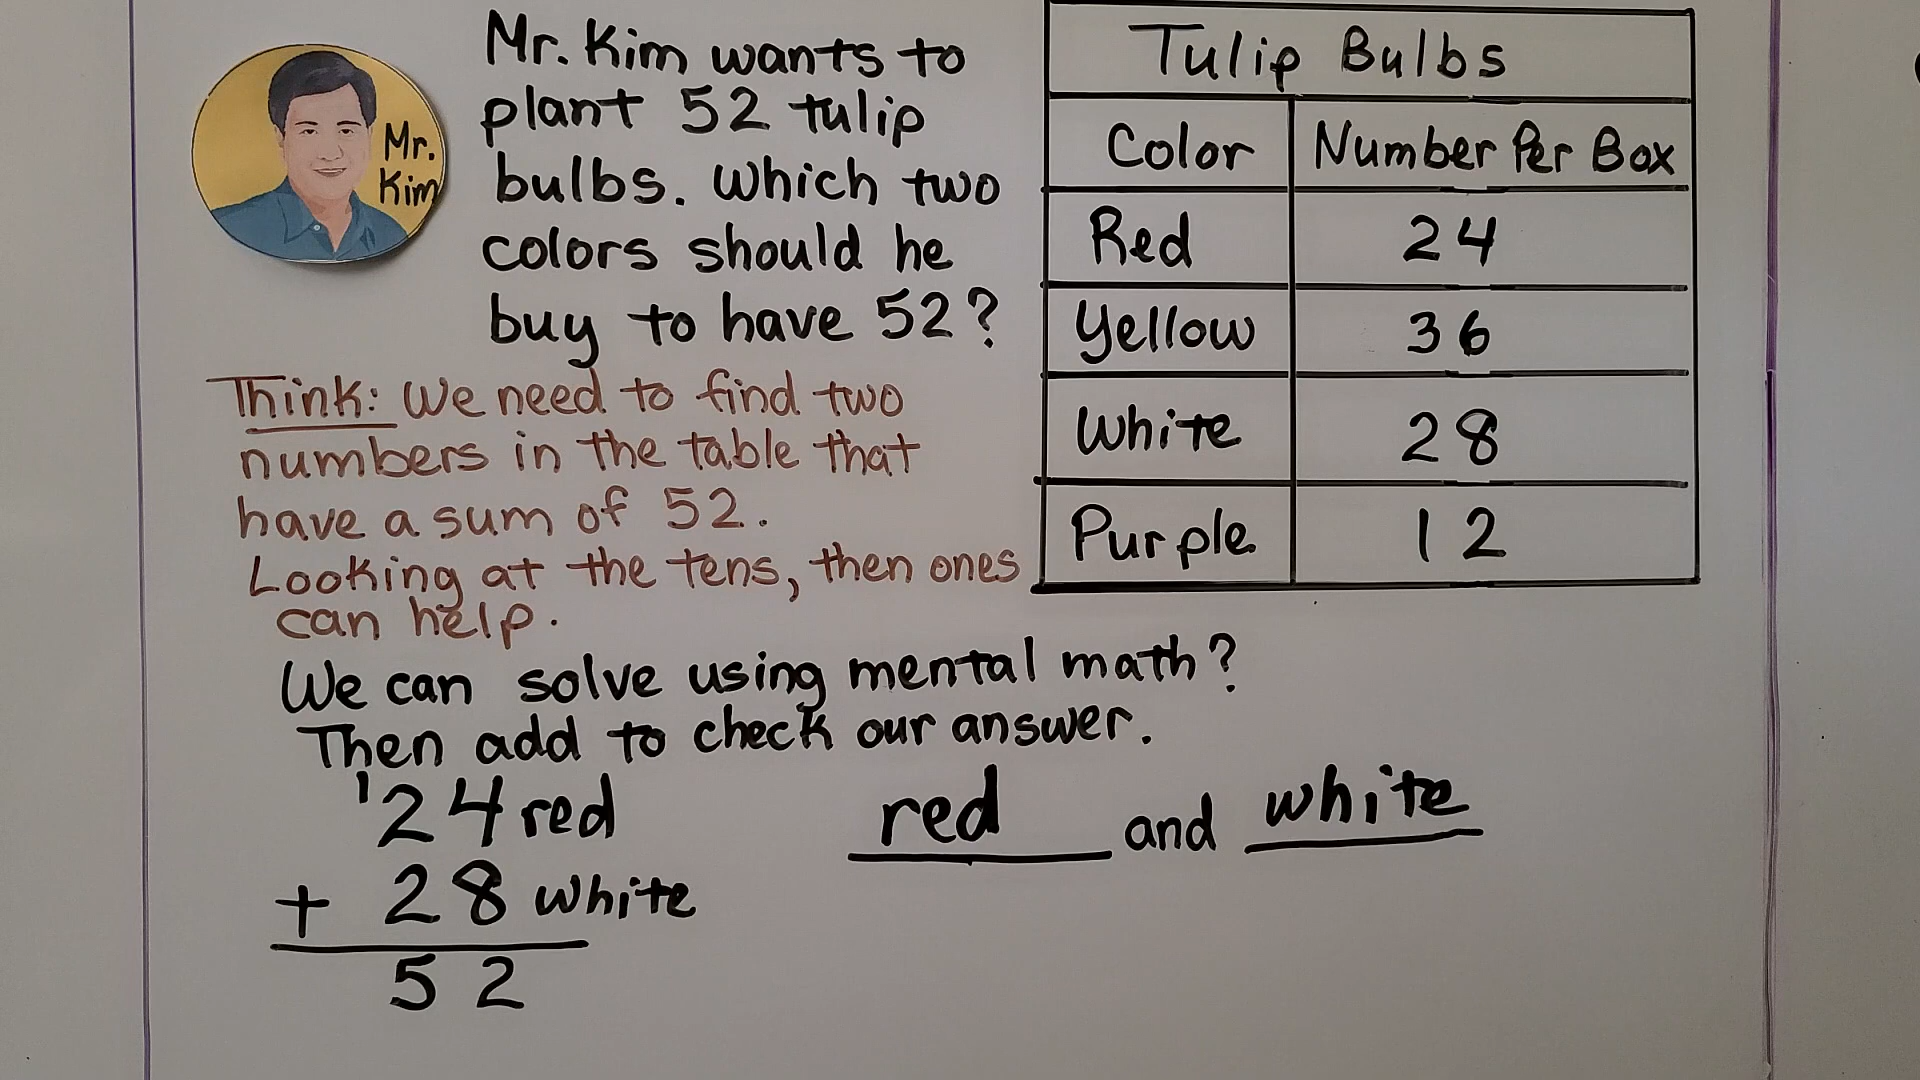 Mr. Kim
Mr. Kim wants to
plant 52 tulip
bulbs. Which two
colors should he
buy to have 52?
Think: We need to find two
numbers in the table that
have a sum of 52.
Looking at the tens, then ones
can help.
Tulip Bulbs
Color Number Per Box
Red 24
Yellow 36
White 28
Purple 12
We can solve using mental math?
Then add to check our answer.
1
24 red
+ 28 white
52
red and white